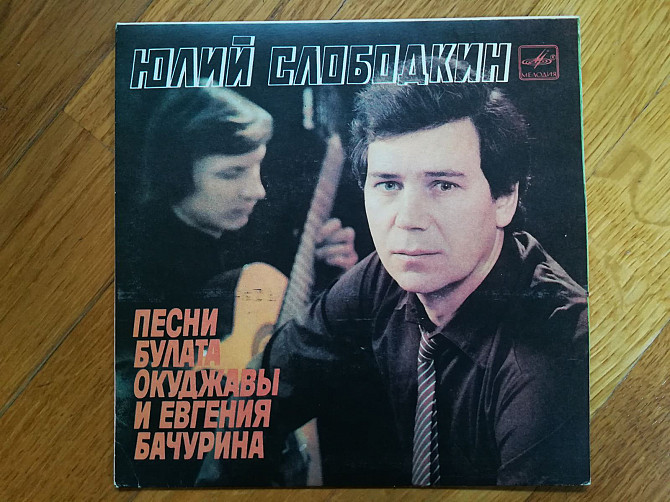 ЮЛИЙ СЛОБОДКИН
МЕЛОДИЯ
ПЕСНИ
БУЛАТА
ОКУДЖАВЫ
И ЕВГЕНИЯ
БАЧУРИНА